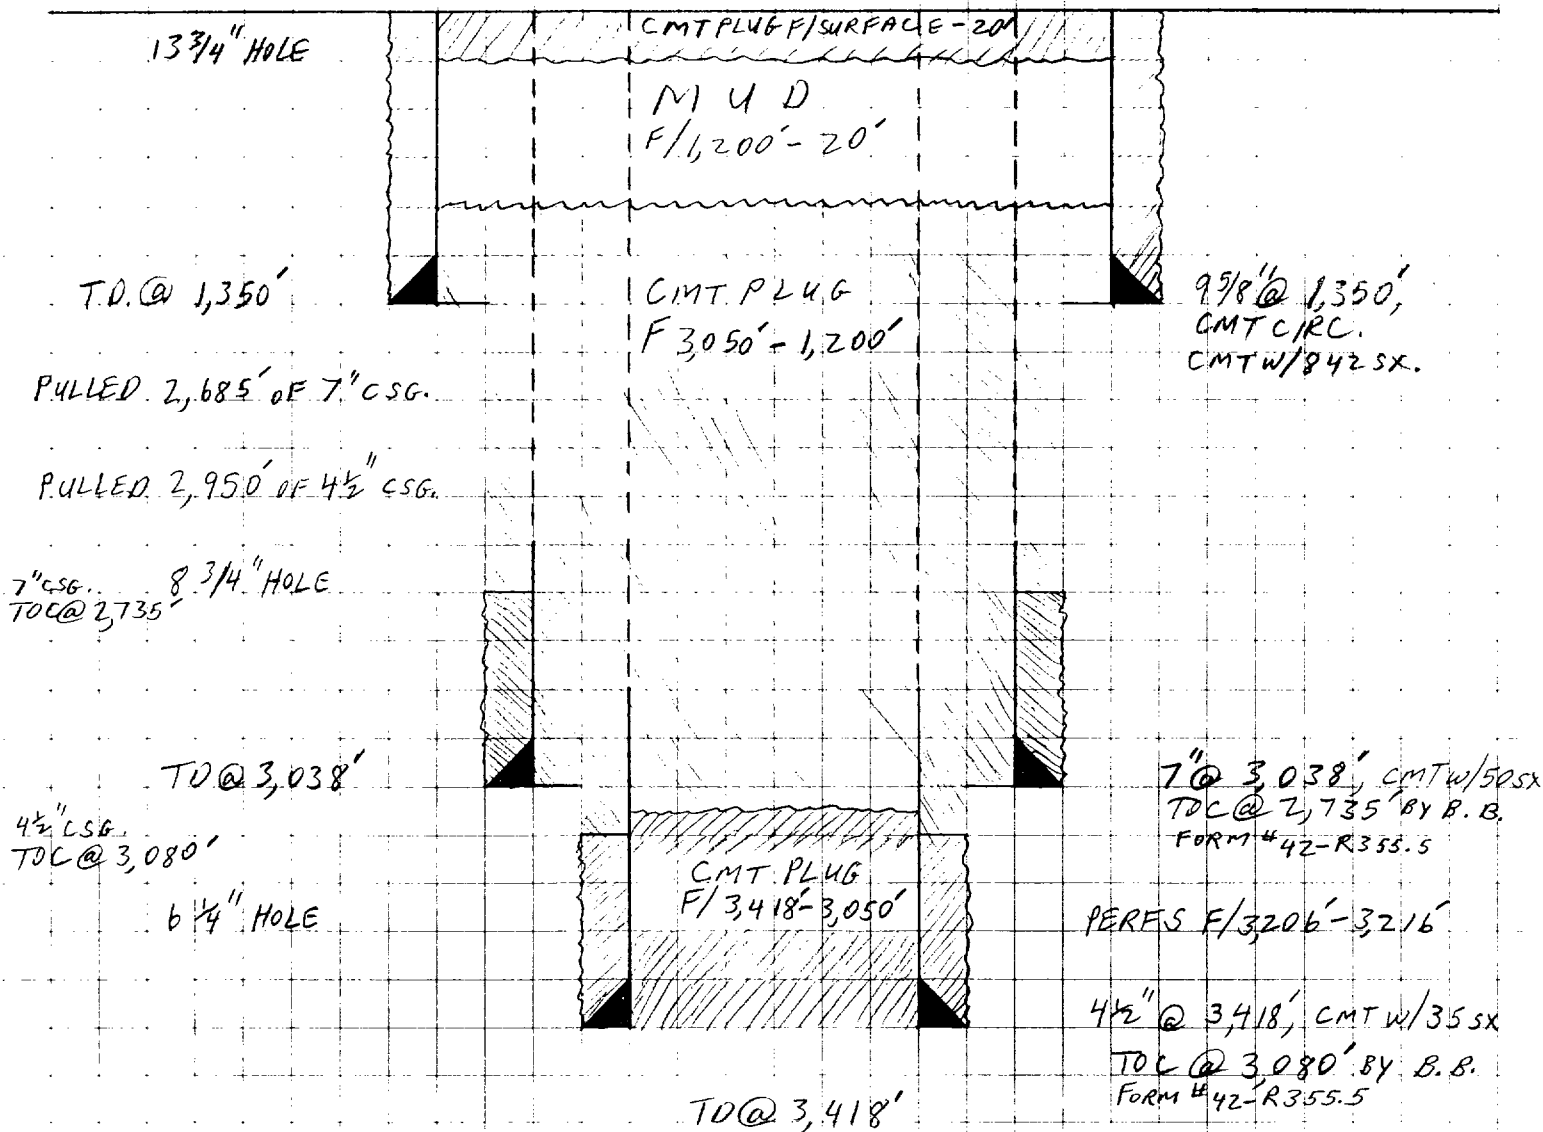 CMT PLUG F/SURFACE - 20'
13 3/4" HOLE
MUD
F/1,200' - 20'
T.D. @ 1,350'
CMT PLUG
F 3,050' - 1,200'
9 5/8" @ 1,350',
CMT CIRC.
CMT W/842 SX.
PULLED 2,685' OF 7" CSG.
PULLED 2,950' OF 4 1/2" CSG.
7" CSG.
TOC @ 2,735'
8 3/4" HOLE
TD @ 3,038'
7" @ 3,038', CMT W/50 SX
TOC @ 2,735' BY B.B.
FORM #42-R355.5
4 1/2" CSG.
TOC @ 3,080'
CMT PLUG
F/3,418' - 3,050'
6 1/4" HOLE
PERFS F/3,206' - 3,216'
4 1/2" @ 3,418', CMT W/35 SX
TOC @ 3,080' BY B.B.
FORM #42-R355.5
TD @ 3,418'